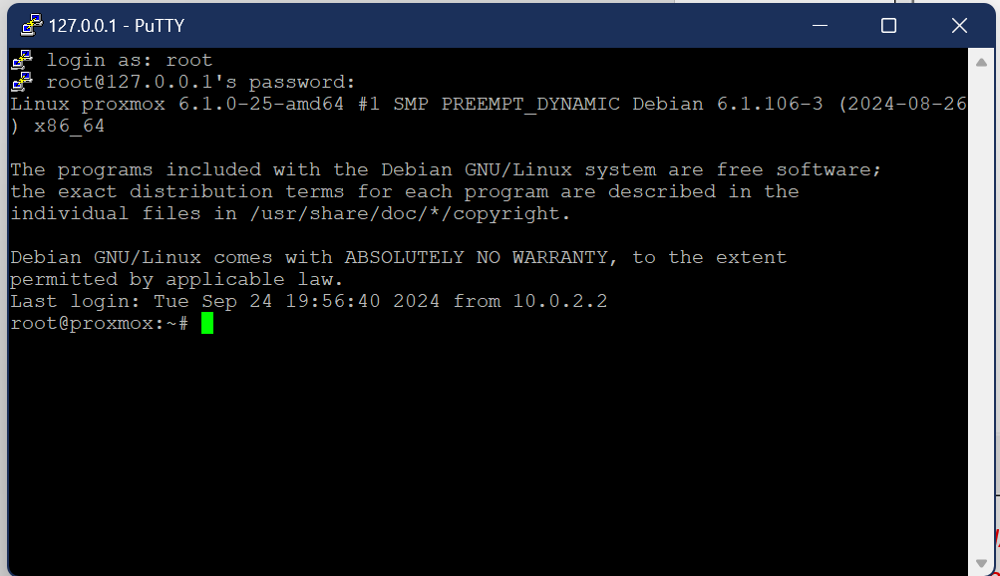 127.0.0.1 - PuTTY
login as: root
root@127.0.0.1's password:
Linux proxmox 6.1.0-25-amd64 #1 SMP PREEMPT_DYNAMIC Debian 6.1.106-3 (2024-08-26
) x86_64
The programs included with the Debian GNU/Linux system are free software;
the exact distribution terms for each program are described in the
individual files in /usr/share/doc/*/copyright.
Debian GNU/Linux comes with ABSOLUTELY NO WARRANTY, to the extent
permitted by applicable law.
Last login: Tue Sep 24 19:56:40 2024 from 10.0.2.2
root@proxmox:~#